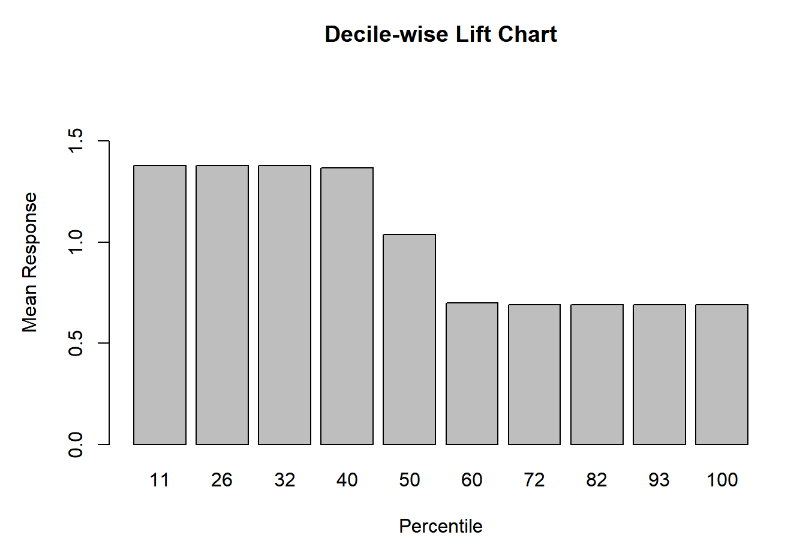 Decile-wise Lift Chart
Mean Response
1.5
1.0
0.5
0.0
11 26 32 40 50 60 72 82 93 100
Percentile